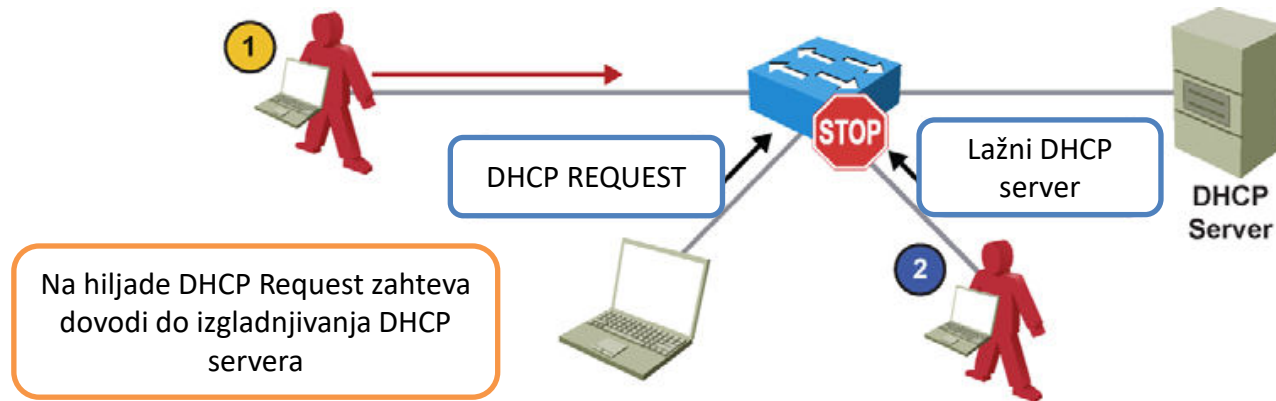 1
DHCP REQUEST
STOP
Lažni DHCP
server
DHCP
Server
Na hiljade DHCP Request zahteva
dovodi do izgladnjivanja DHCP
servera
2